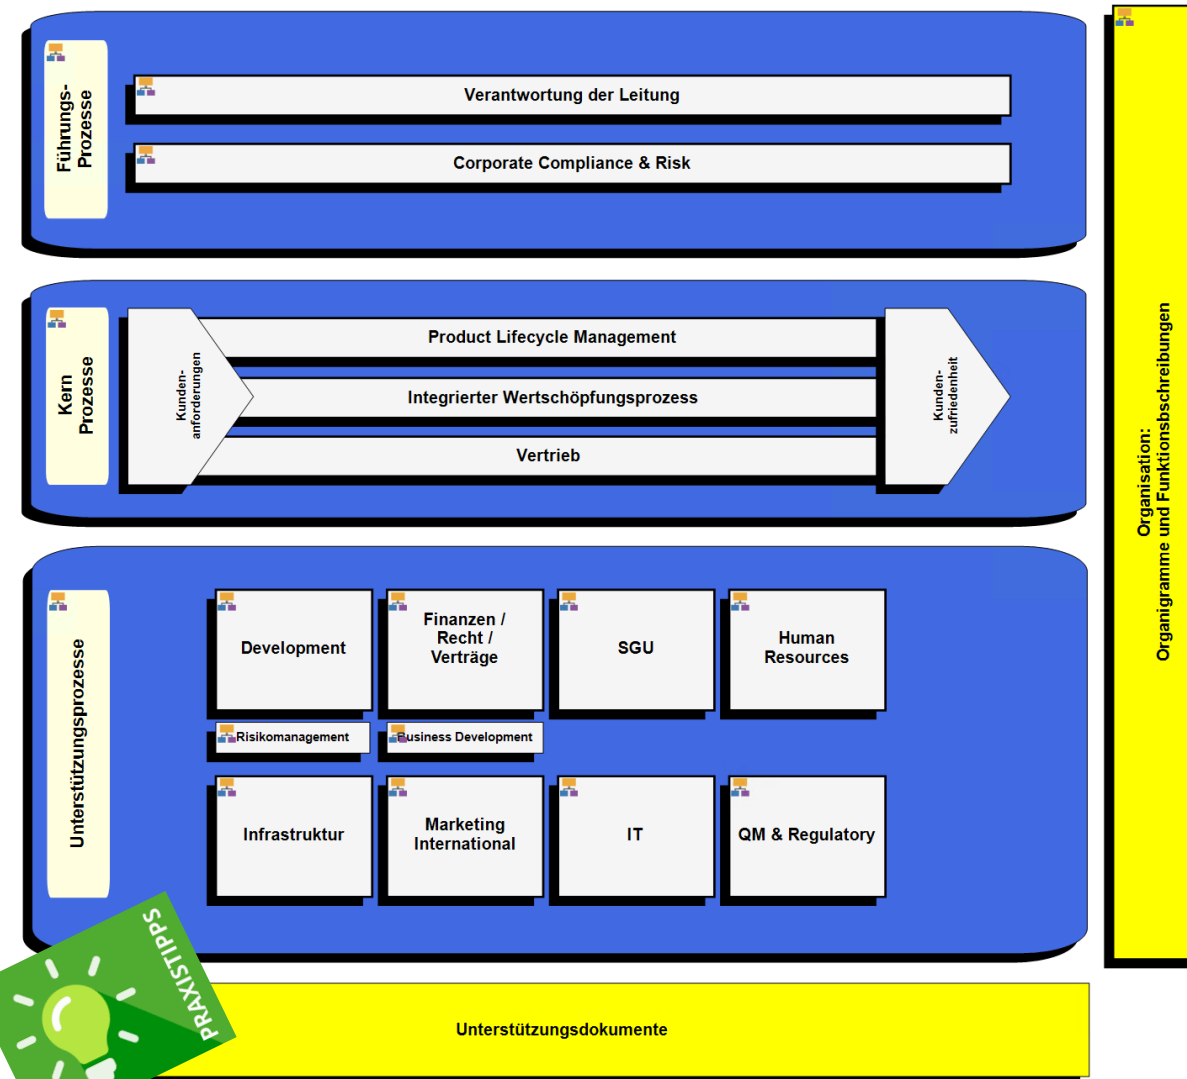 Führungs-
Prozesse
Verantwortung der Leitung
Corporate Compliance & Risk
Kern
Prozesse
Kunden-
anforderungen
Product Lifecycle Management
Integrierter Wertschöpfungsprozess
Vertrieb
Kunden-
zufriedenheit
Unterstützungsprozesse
Development
Finanzen /
Recht /
Verträge
SGU
Human
Resources
Risikomanagement
Business Development
Infrastruktur
Marketing
International
IT
QM & Regulatory
Organisation:
Organigramme und Funktionsbschreibungen
PRAXISTIPPS
Unterstützungsdokumente